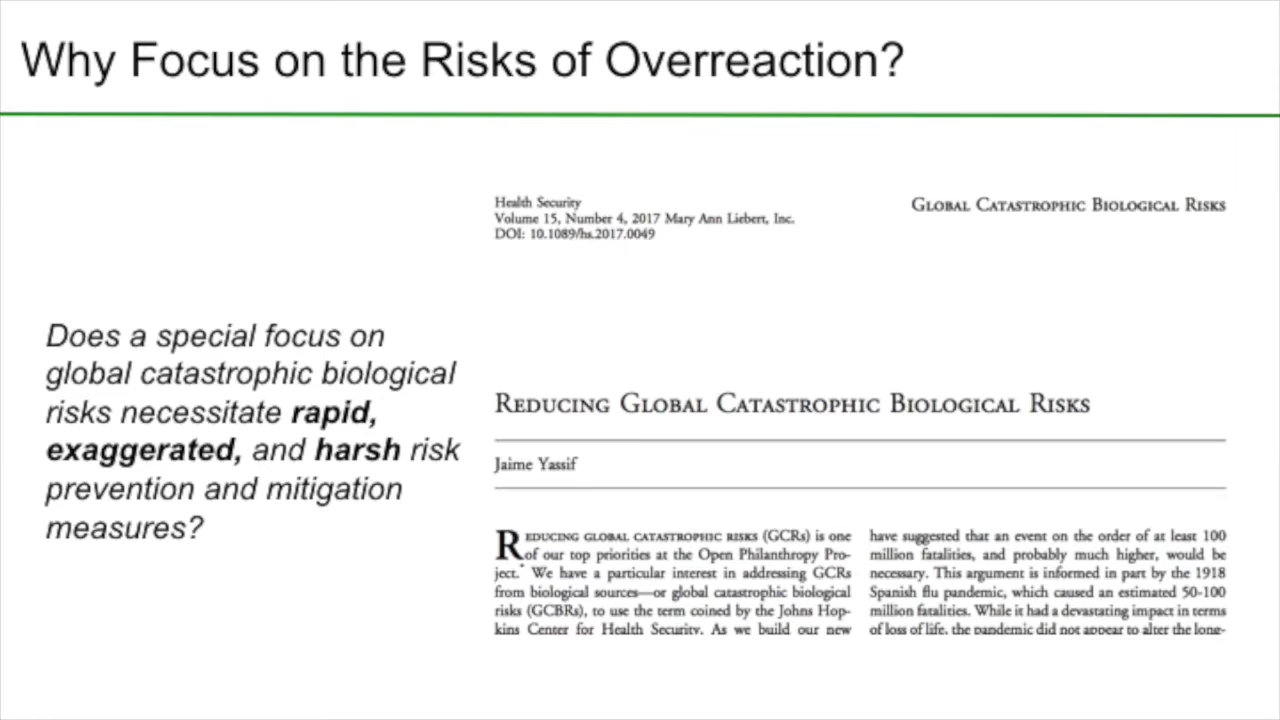 Why Focus on the Risks of Overreaction?
Health Security
Volume 15, Number 4, 2017 Mary Ann Liebert, Inc.
DOI: 10.1089/hs.2017.0049
Global Catastrophic Biological Risks
Does a special focus on
global catastrophic biological
risks necessitate rapid,
exaggerated, and harsh risk
prevention and mitigation
measures?
Reducing Global Catastrophic Biological Risks
Jaime Yassif
Reducing global catastrophic risks (GCRs) is one
of our top priorities at the Open Philanthropy Pro-
ject.* We have a particular interest in addressing GCRs
from biological sources—or global catastrophic biological
risks (GCBRs), to use the term coined by the Johns Hop-
kins Center for Health Security. As we build our new
have suggested that an event on the order of at least 100
million fatalities, and probably much higher, would be
necessary. This argument is informed in part by the 1918
Spanish flu pandemic, which caused an estimated 50-100
million fatalities. While it had a devastating impact in terms
of loss of life, the pandemic did not appear to alter the long-